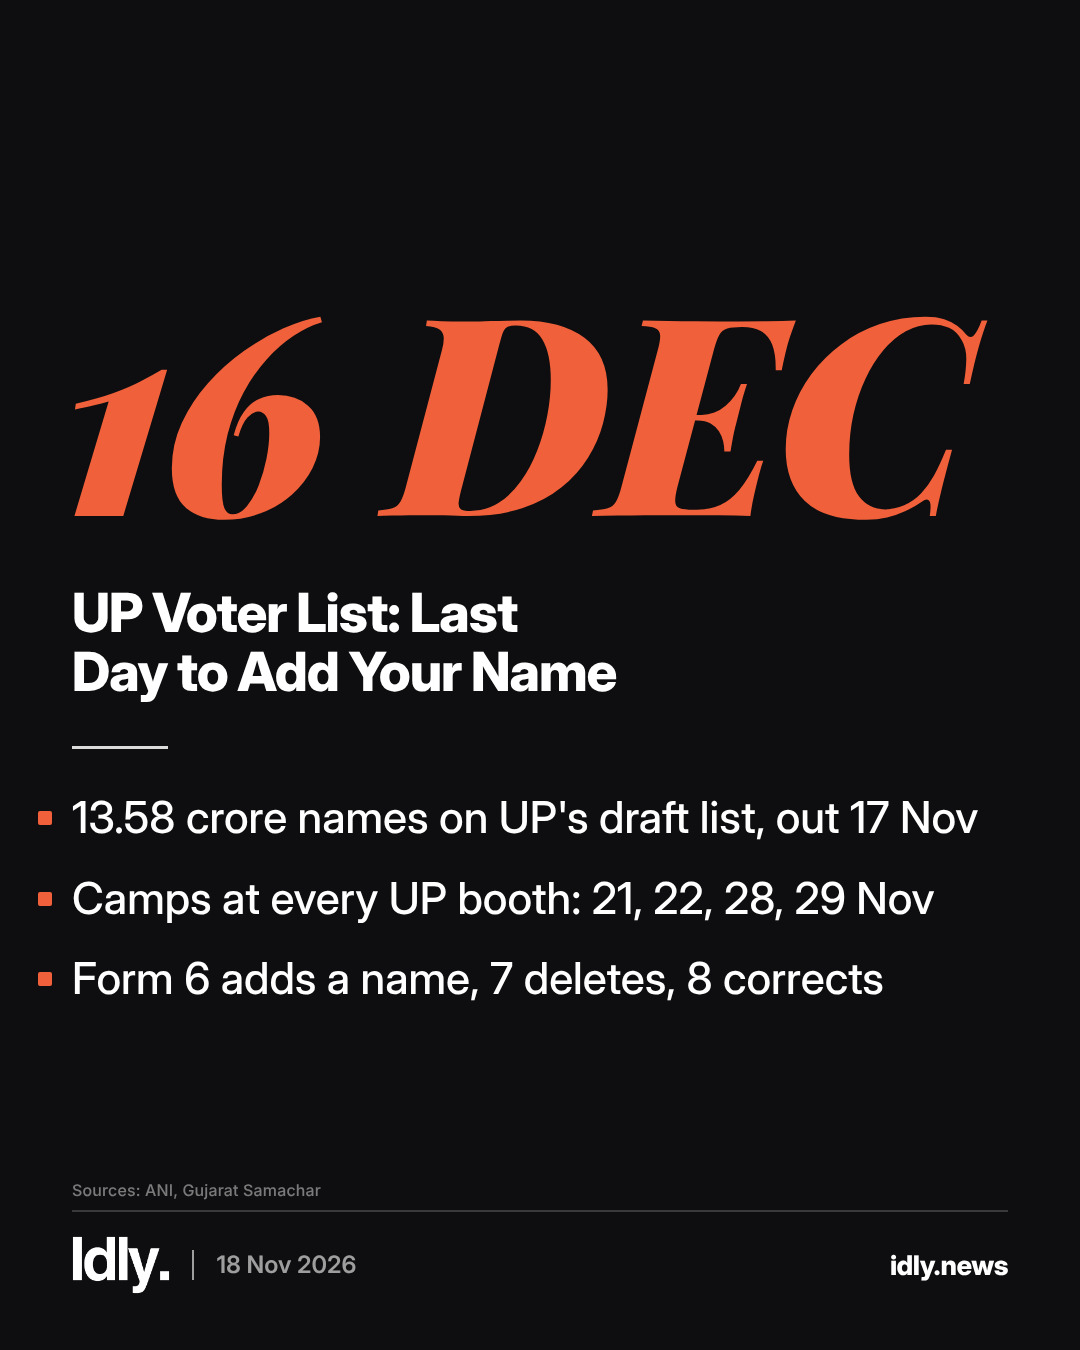 16 DEC
UP Voter List: Last
Day to Add Your Name
13.58 crore names on UP's draft list, out 17 Nov
Camps at every UP booth: 21, 22, 28, 29 Nov
Form 6 adds a name, 7 deletes, 8 corrects
Sources: ANI, Gujarat Samachar
Idly. | 18 Nov 2026
idly.news